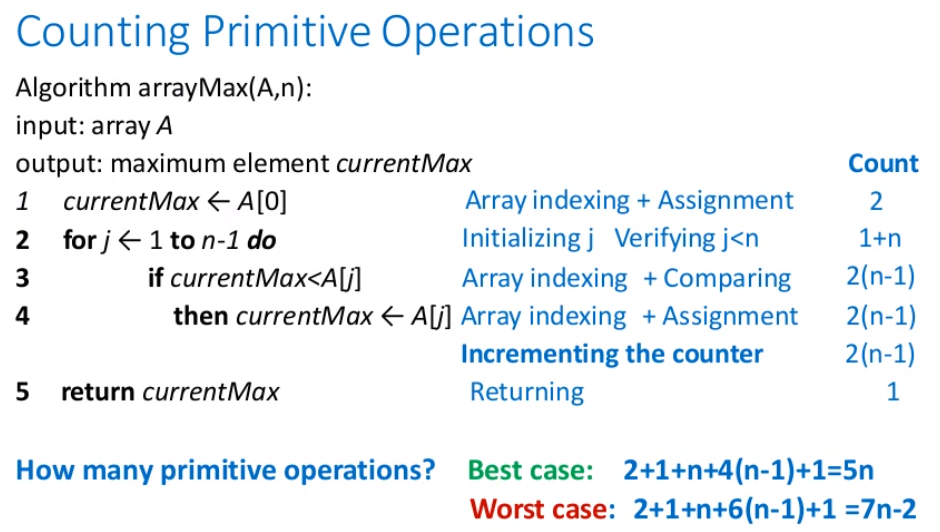 Counting Primitive Operations
Algorithm arrayMax(A,n):
input: array A
output: maximum element currentMax Count
1 currentMax ← A[0] Array indexing + Assignment 2
2 for j ← 1 to n-1 do Initializing j Verifying j<n 1+n
3 if currentMax<A[j] Array indexing + Comparing 2(n-1)
4 then currentMax ← A[j] Array indexing + Assignment 2(n-1)
Incrementing the counter 2(n-1)
5 return currentMax Returning 1
How many primitive operations? Best case: 2+1+n+4(n-1)+1=5n
Worst case: 2+1+n+6(n-1)+1 =7n-2